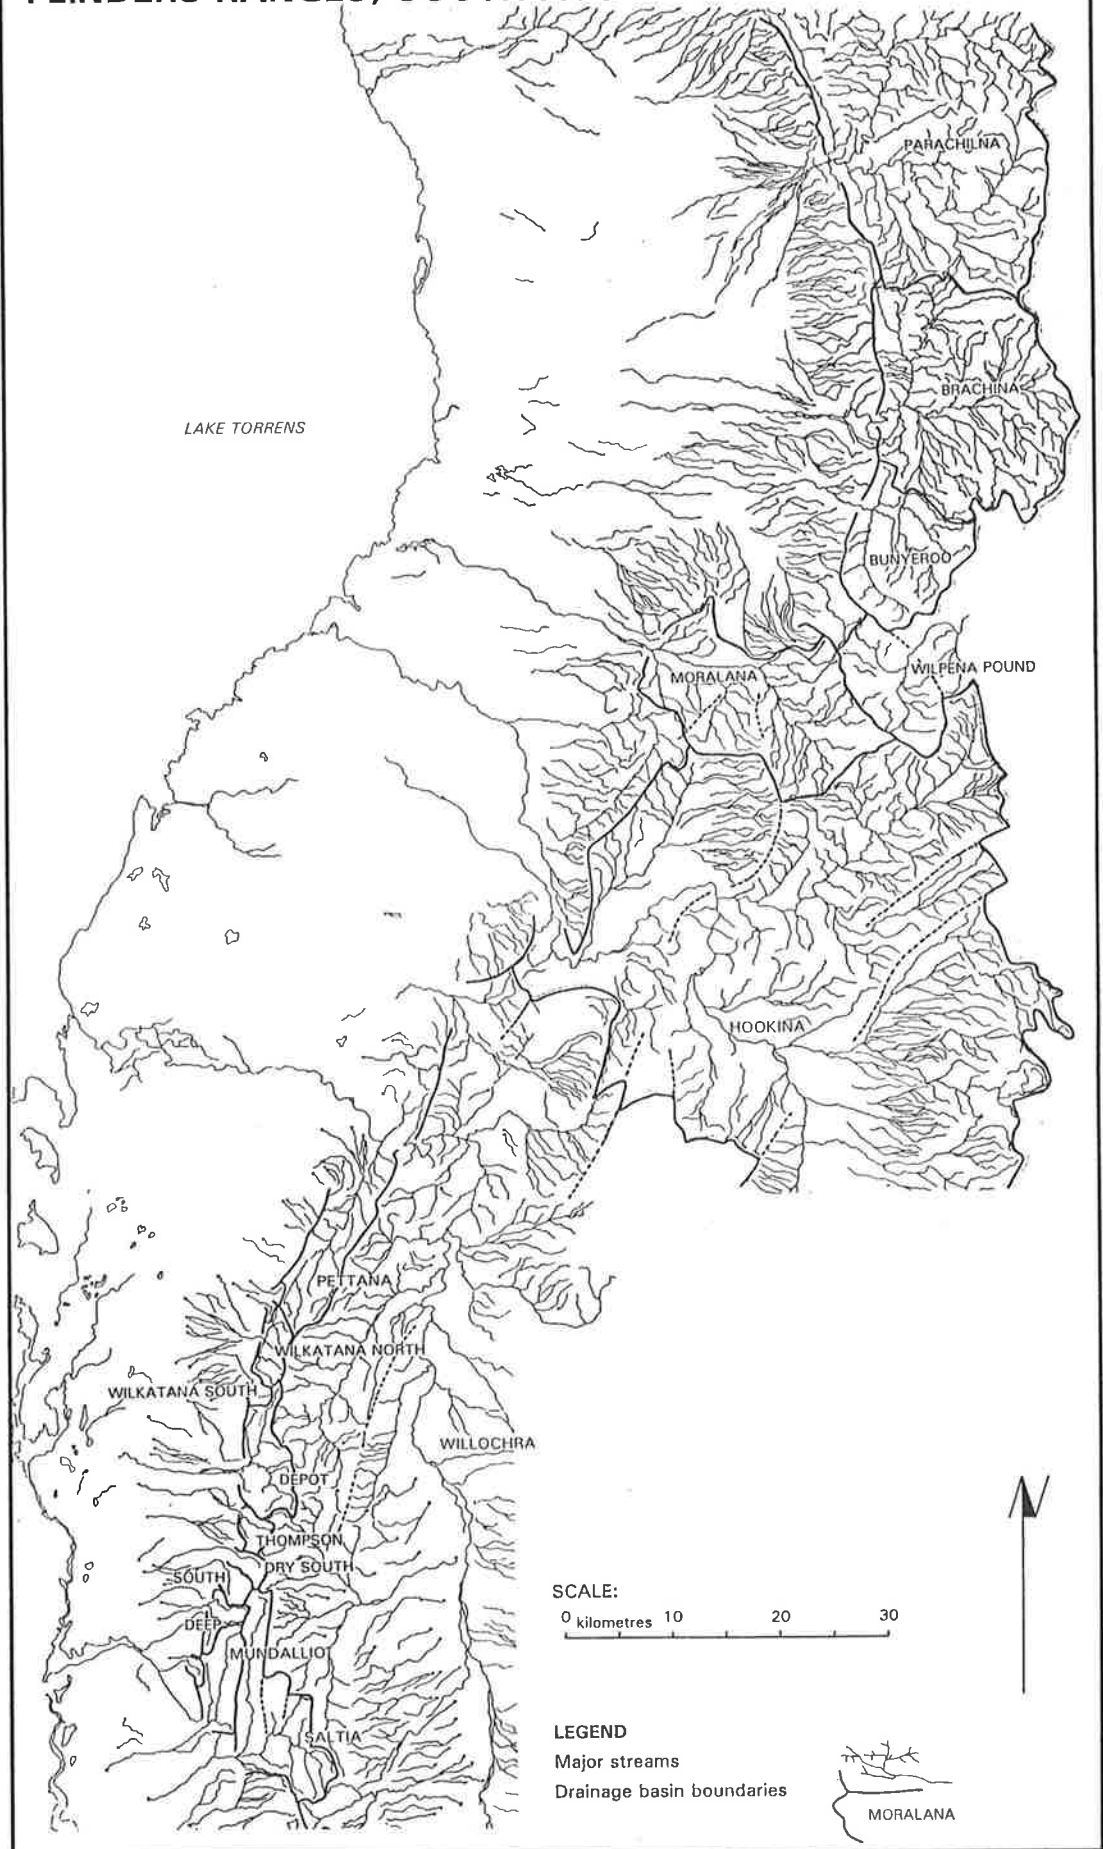 PARACHILNA
BRACHINA
LAKE TORRENS
BUNYEROO
WILPENA POUND
MORALANA
HOOKINA
PETTANA
WILKATANA NORTH
WILKATANA SOUTH
WILLOCHRA
DEPOT
THOMPSON
DRY SOUTH
SOUTH
DEEP
MUNDALLIO
SALTIA
N
SCALE:
0 kilometres 10 20 30
LEGEND
Major streams
Drainage basin boundaries
MORALANA